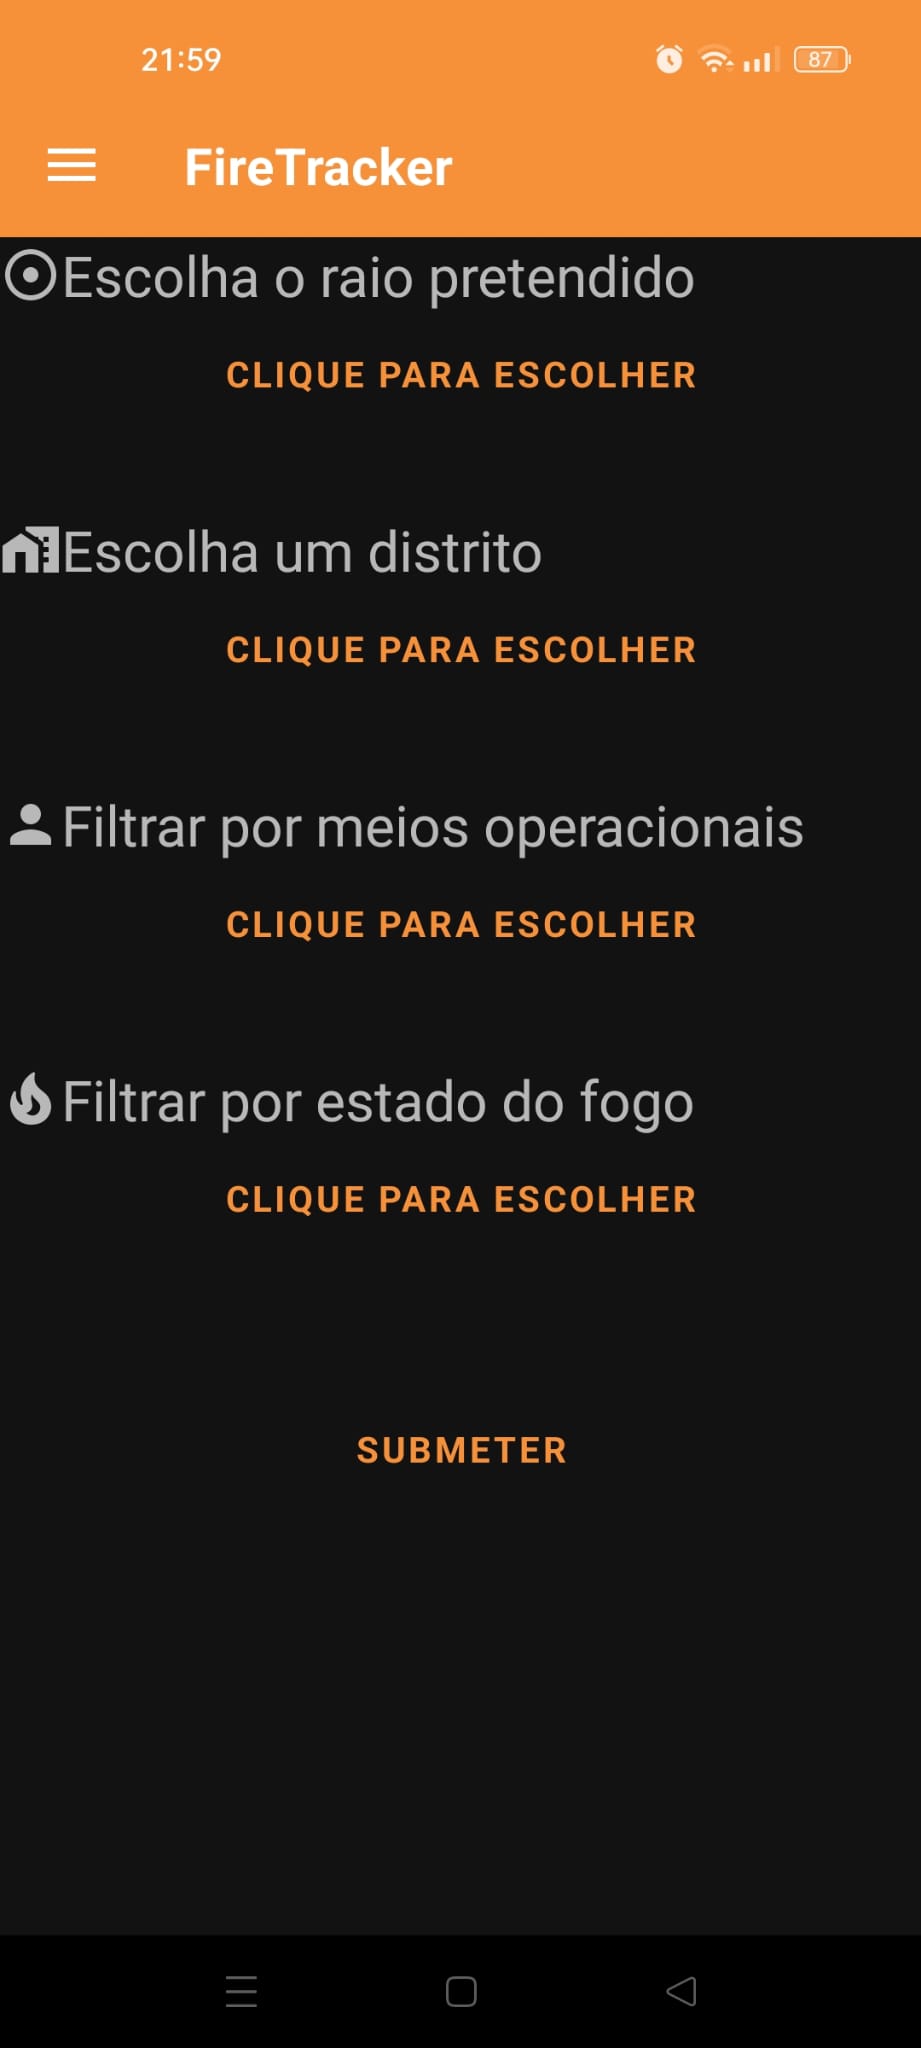 21:59
87
FireTracker
Escolha o raio pretendido
CLIQUE PARA ESCOLHER
Escolha um distrito
CLIQUE PARA ESCOLHER
Filtrar por meios operacionais
CLIQUE PARA ESCOLHER
Filtrar por estado do fogo
CLIQUE PARA ESCOLHER
SUBMETER